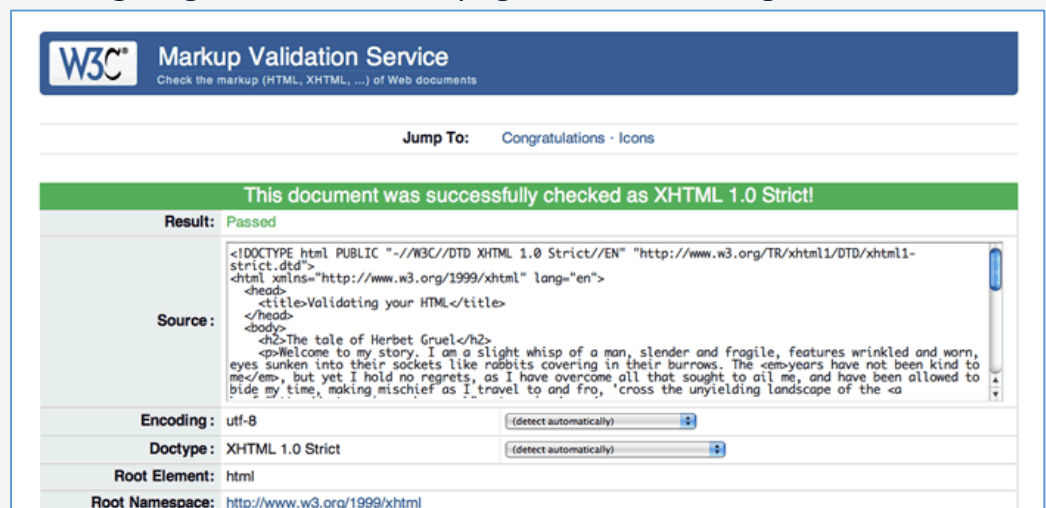 W3C®
Markup Validation Service
Check the markup (HTML, XHTML, ...) of Web documents
Jump To: Congratulations · Icons
This document was successfully checked as XHTML 1.0 Strict!
Result: Passed
Source:
<!DOCTYPE html PUBLIC "-//W3C//DTD XHTML 1.0 Strict//EN" "http://www.w3.org/TR/xhtml1/DTD/xhtml1-
strict.dtd">
<html xmlns="http://www.w3.org/1999/xhtml" lang="en">
<head>
<title>Validating your HTML</title>
</head>
<body>
<h2>The tale of Herbet Gruel</h2>
<p>Welcome to my story. I am a slight whisp of a man, slender and fragile, features wrinkled and worn,
eyes sunken into their sockets like rabbits covering in their burrows. The <em>years have not been kind to
me</em>, but yet I hold no regrets, as I have overcome all that sought to ail me, and have been allowed to
bide my time, making mischief as I travel to and fro, 'cross the unyielding landscape of the <a
Encoding: utf-8 (detect automatically)
Doctype: XHTML 1.0 Strict (detect automatically)
Root Element: html
Root Namespace: http://www.w3.org/1999/xhtml